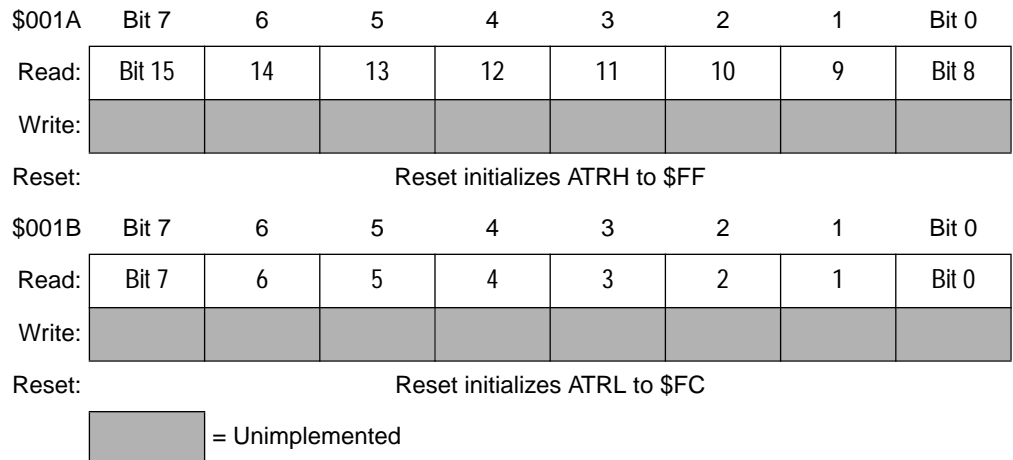 $001A Bit 7 6 5 4 3 2 1 Bit 0
Read: Bit 15 14 13 12 11 10 9 Bit 8
Write:
Reset: Reset initializes ATRH to $FF
$001B Bit 7 6 5 4 3 2 1 Bit 0
Read: Bit 7 6 5 4 3 2 1 Bit 0
Write:
Reset: Reset initializes ATRL to $FC
= Unimplemented